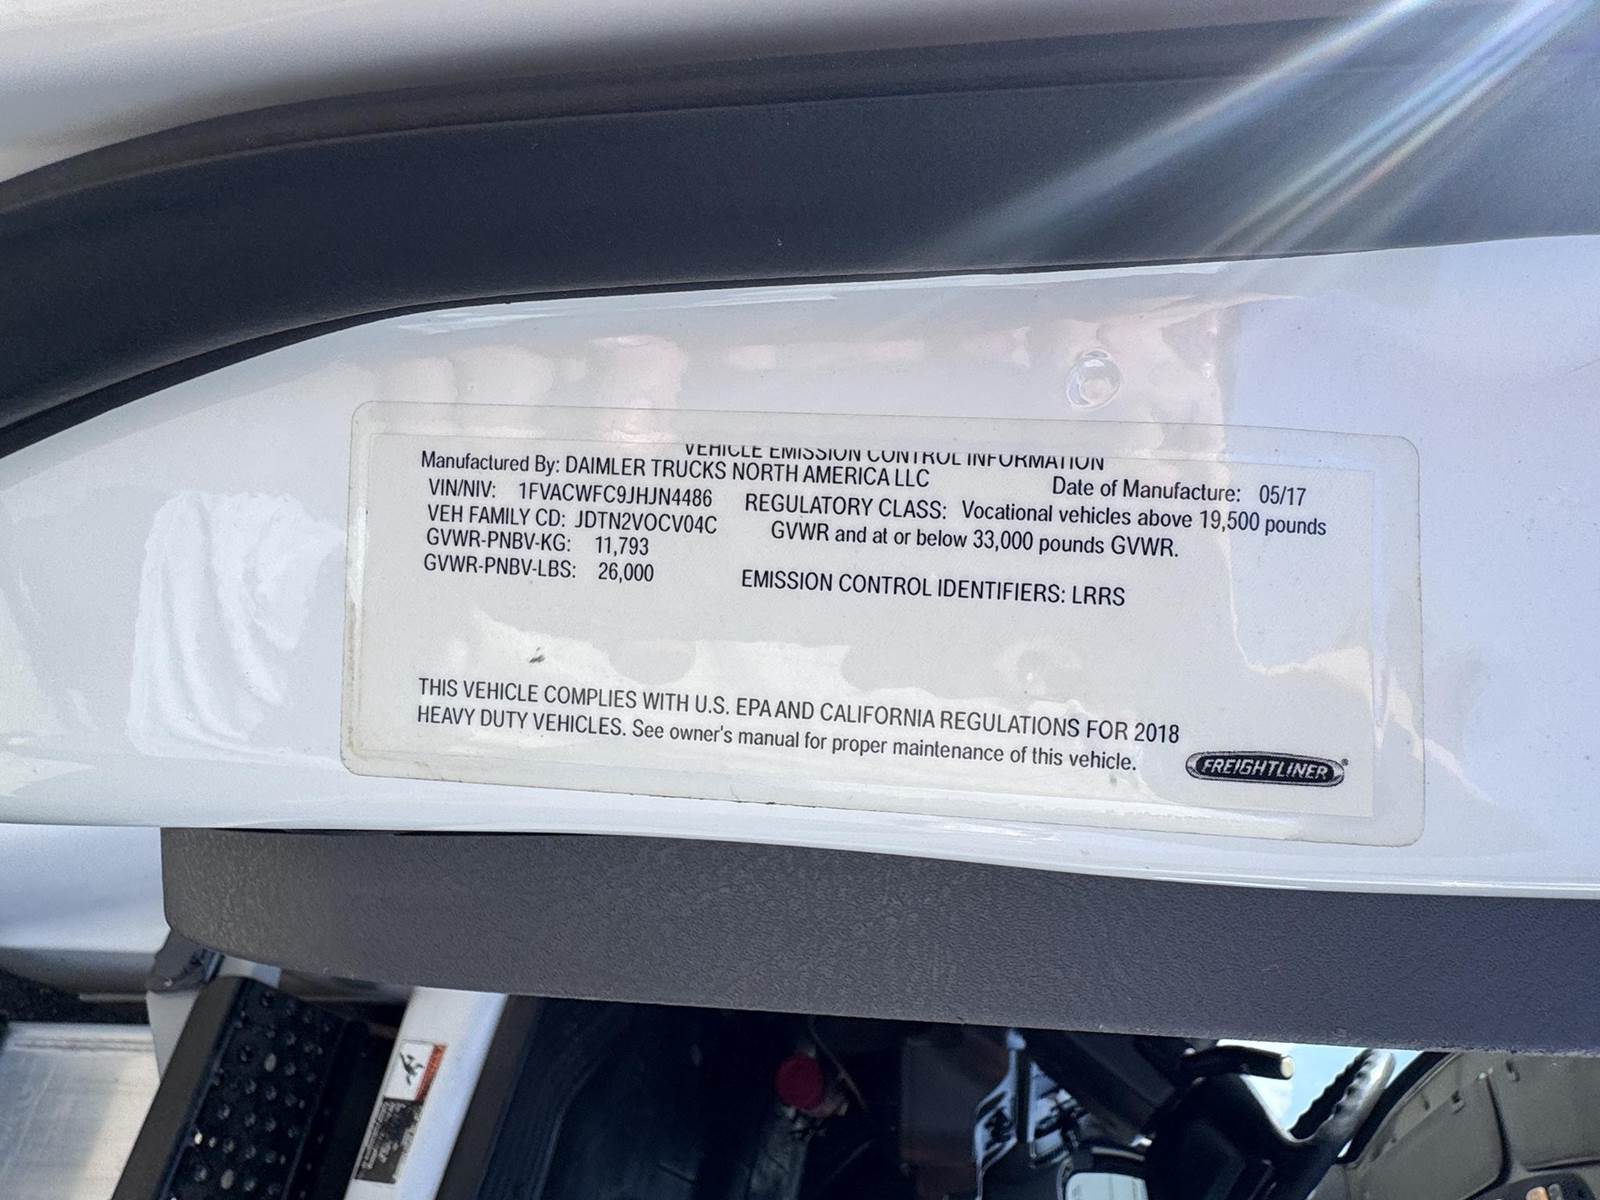 VEHICLE EMISSION CONTROL INFORMATION
Manufactured By: DAIMLER TRUCKS NORTH AMERICA LLC
Date of Manufacture: 05/17
VIN/NIV: 1FVACWFC9JHJN4486
VEH FAMILY CD: JDTN2VOCV04C
GVWR-PNBV-KG: 11,793
GVWR-PNBV-LBS: 26,000
REGULATORY CLASS: Vocational vehicles above 19,500 pounds
GVWR and at or below 33,000 pounds GVWR.
EMISSION CONTROL IDENTIFIERS: LRRS
THIS VEHICLE COMPLIES WITH U.S. EPA AND CALIFORNIA REGULATIONS FOR 2018
HEAVY DUTY VEHICLES. See owner's manual for proper maintenance of this vehicle.
FREIGHTLINER®